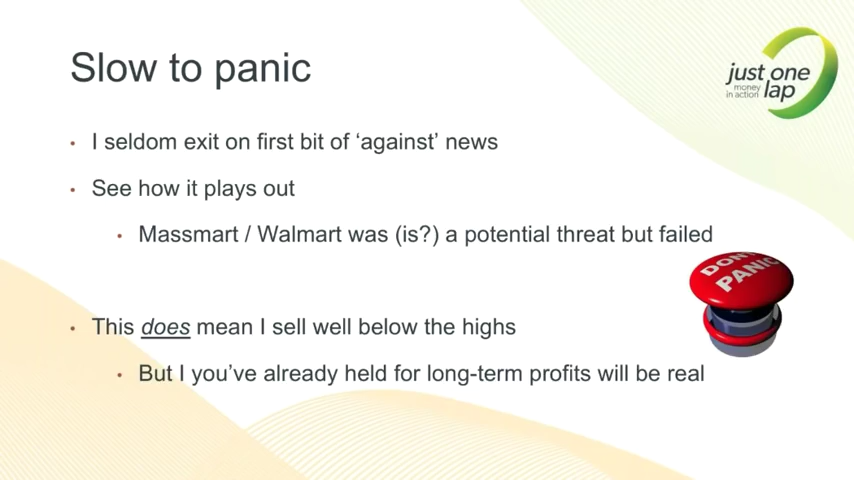 Slow to panic
just one
money
in action
lap
• I seldom exit on first bit of ‘against’ news
• See how it plays out
• Massmart / Walmart was (is?) a potential threat but failed
DON'T
PANIC
• This does mean I sell well below the highs
• But I you’ve already held for long-term profits will be real